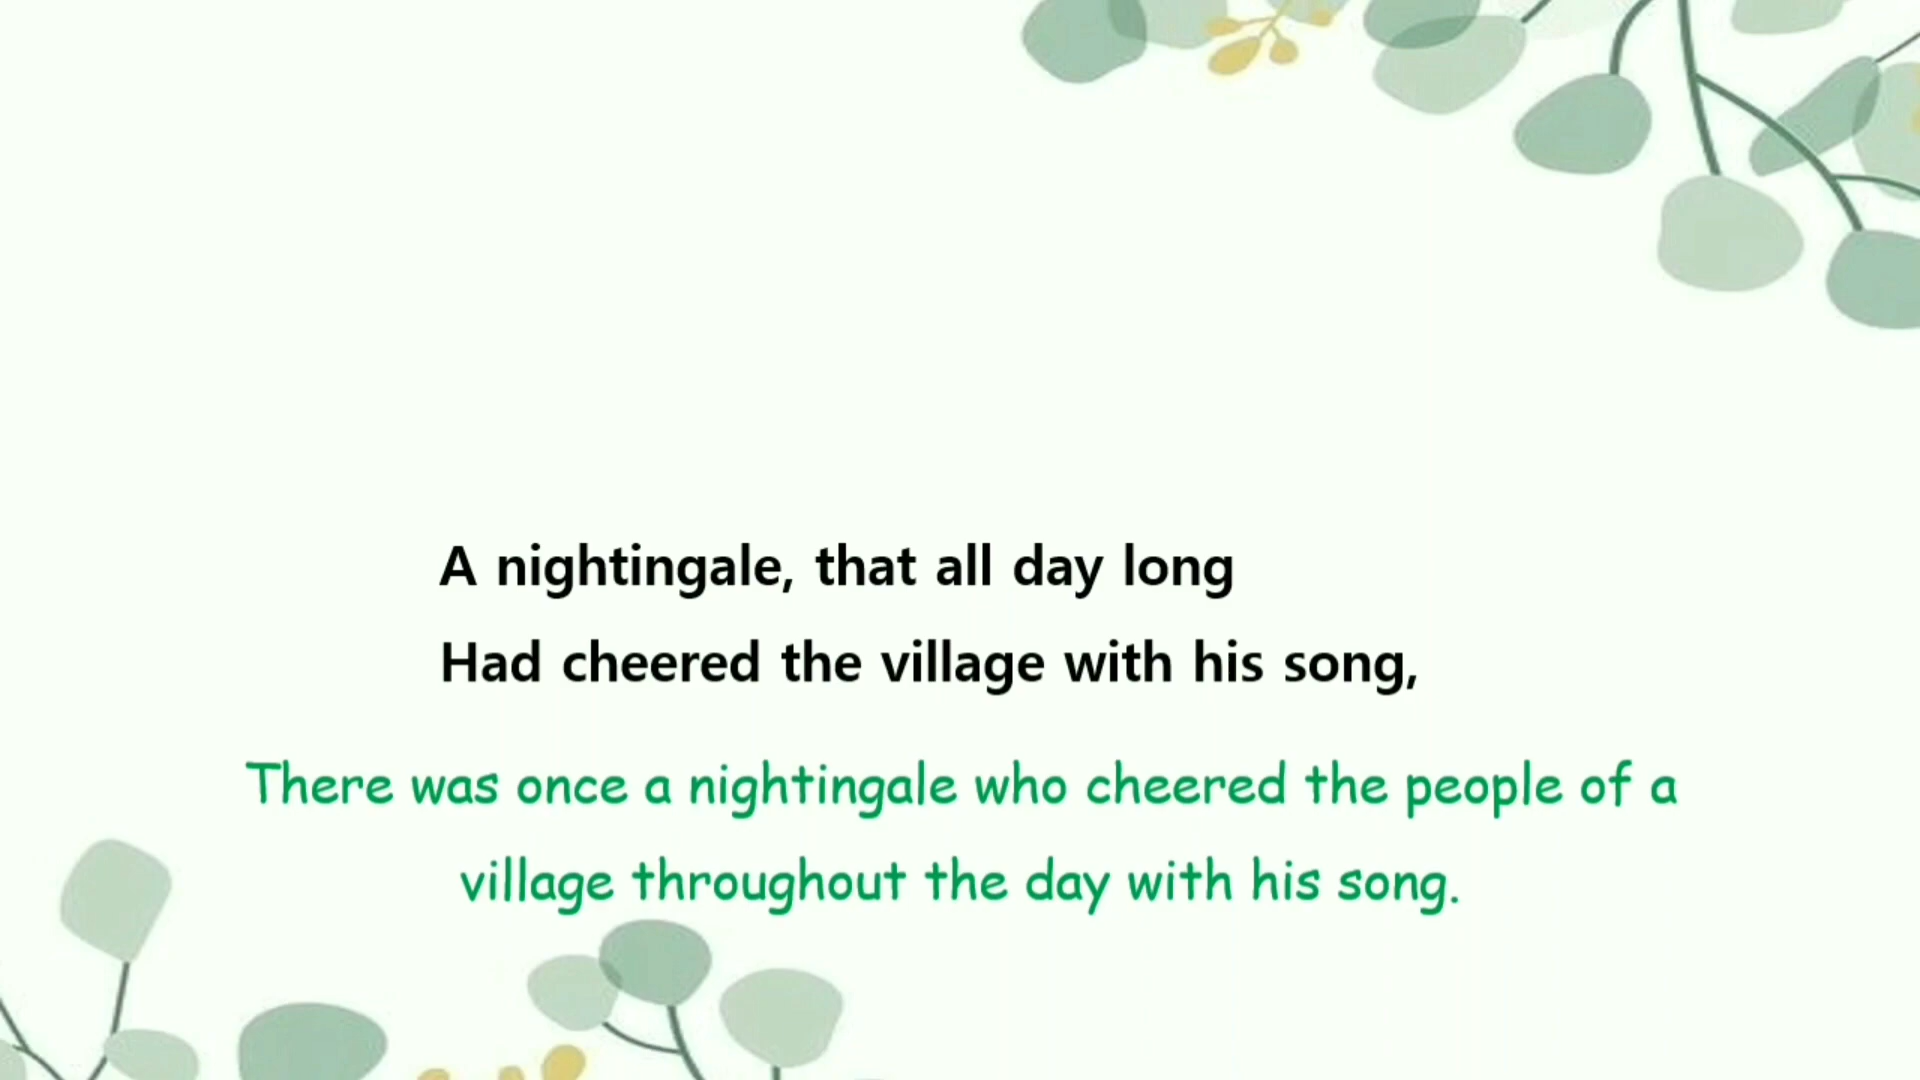 A nightingale, that all day long
Had cheered the village with his song,
There was once a nightingale who cheered the people of a
village throughout the day with his song.